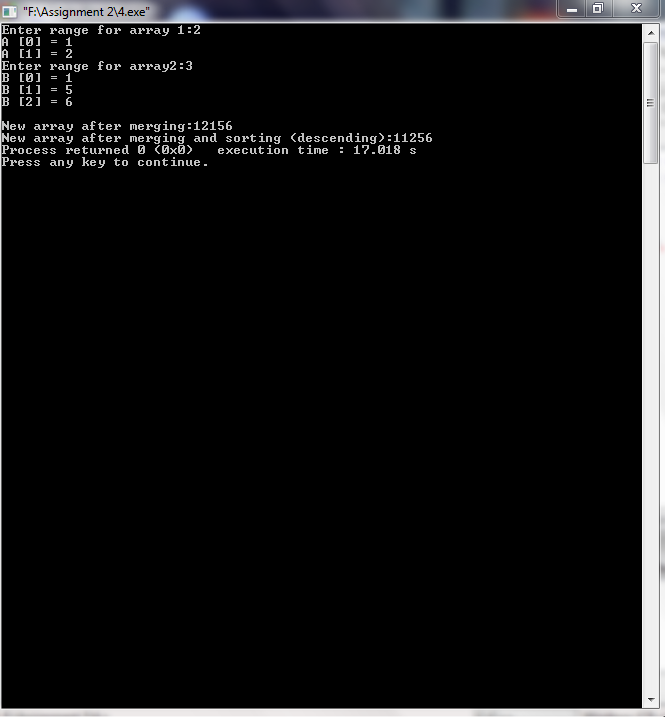 "F:\Assignment 2\4.exe"
Enter range for array 1:2
A [0] = 1
A [1] = 2
Enter range for array2:3
B [0] = 1
B [1] = 5
B [2] = 6
New array after merging:12156
New array after merging and sorting (descending):11256
Process returned 0 (0x0)   execution time : 17.018 s
Press any key to continue.